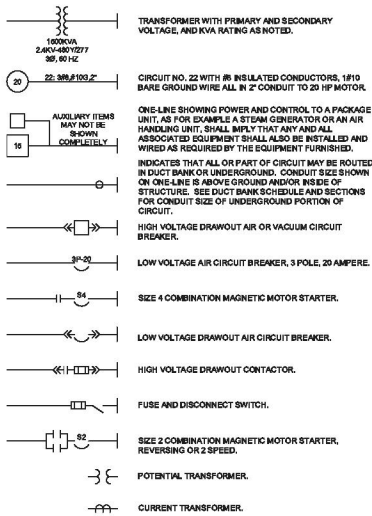 1500KVA
2.4KV-480Y/277
3Ø, 60 HZ
TRANSFORMER WITH PRIMARY AND SECONDARY
VOLTAGE, AND KVA RATING AS NOTED.
20
22: 3#8,#10G,2"
CIRCUIT NO. 22 WITH #8 INSULATED CONDUCTORS, 1#10
BARE GROUND WIRE ALL IN 2" CONDUIT TO 20 HP MOTOR.
AUXILIARY ITEMS
MAY NOT BE
SHOWN
COMPLETELY
15
ONE-LINE SHOWING POWER AND CONTROL TO A PACKAGE
UNIT, AS FOR EXAMPLE A STEAM GENERATOR OR AN AIR
HANDLING UNIT, SHALL IMPLY THAT ANY AND ALL
ASSOCIATED EQUIPMENT SHALL ALSO BE INSTALLED AND
WIRED AS REQUIRED BY THE EQUIPMENT FURNISHED.
INDICATES THAT ALL OR PART OF CIRCUIT MAY BE ROUTED
IN DUCT BANK OR UNDERGROUND. CONDUIT SIZE SHOWN
ON ONE-LINE IS ABOVE GROUND AND/OR INSIDE OF
STRUCTURE. SEE DUCT BANK SCHEDULE AND SECTIONS
FOR CONDUIT SIZE OF UNDERGROUND PORTION OF
CIRCUIT.
HIGH VOLTAGE DRAWOUT AIR OR VACUUM CIRCUIT
BREAKER.
3P-20
LOW VOLTAGE AIR CIRCUIT BREAKER, 3 POLE, 20 AMPERE.
S4
SIZE 4 COMBINATION MAGNETIC MOTOR STARTER.
LOW VOLTAGE DRAWOUT AIR CIRCUIT BREAKER.
HIGH VOLTAGE DRAWOUT CONTACTOR.
FUSE AND DISCONNECT SWITCH.
S2
SIZE 2 COMBINATION MAGNETIC MOTOR STARTER,
REVERSING OR 2 SPEED.
POTENTIAL TRANSFORMER.
CURRENT TRANSFORMER.